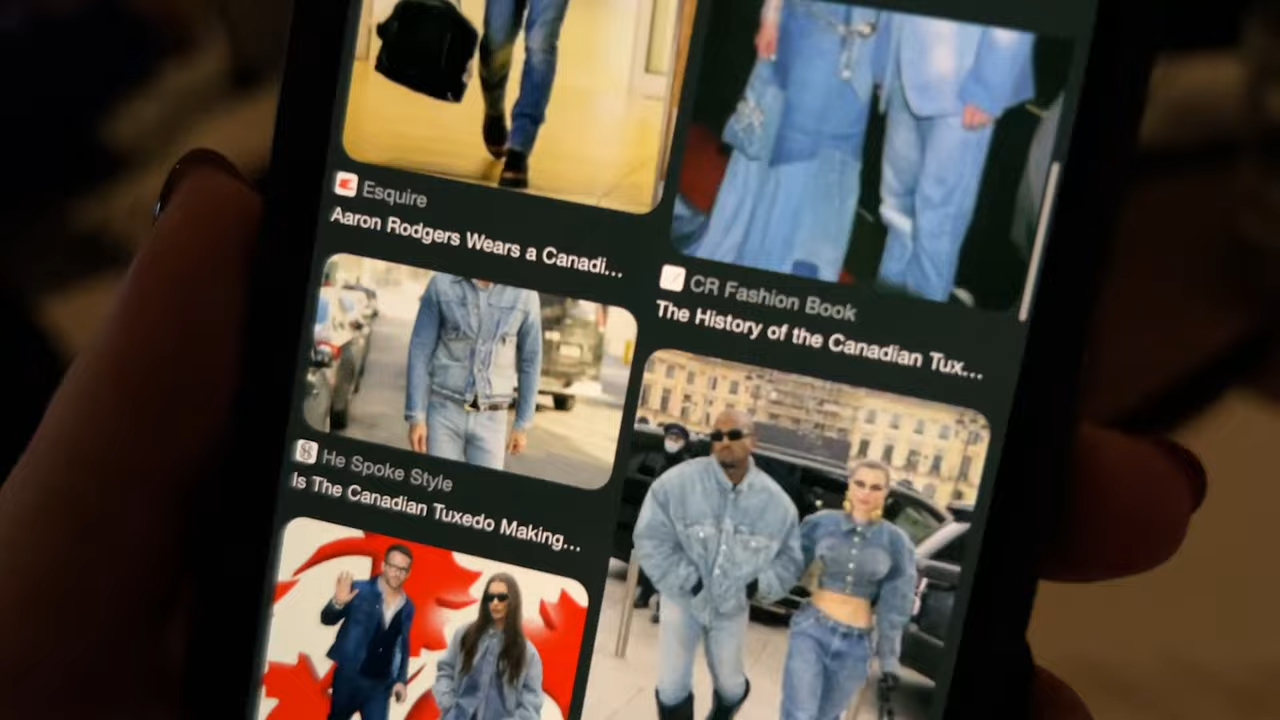 Esquire
Aaron Rodgers Wears a Canadi...
CR Fashion Book
The History of the Canadian Tux...
He Spoke Style
Is The Canadian Tuxedo Making...